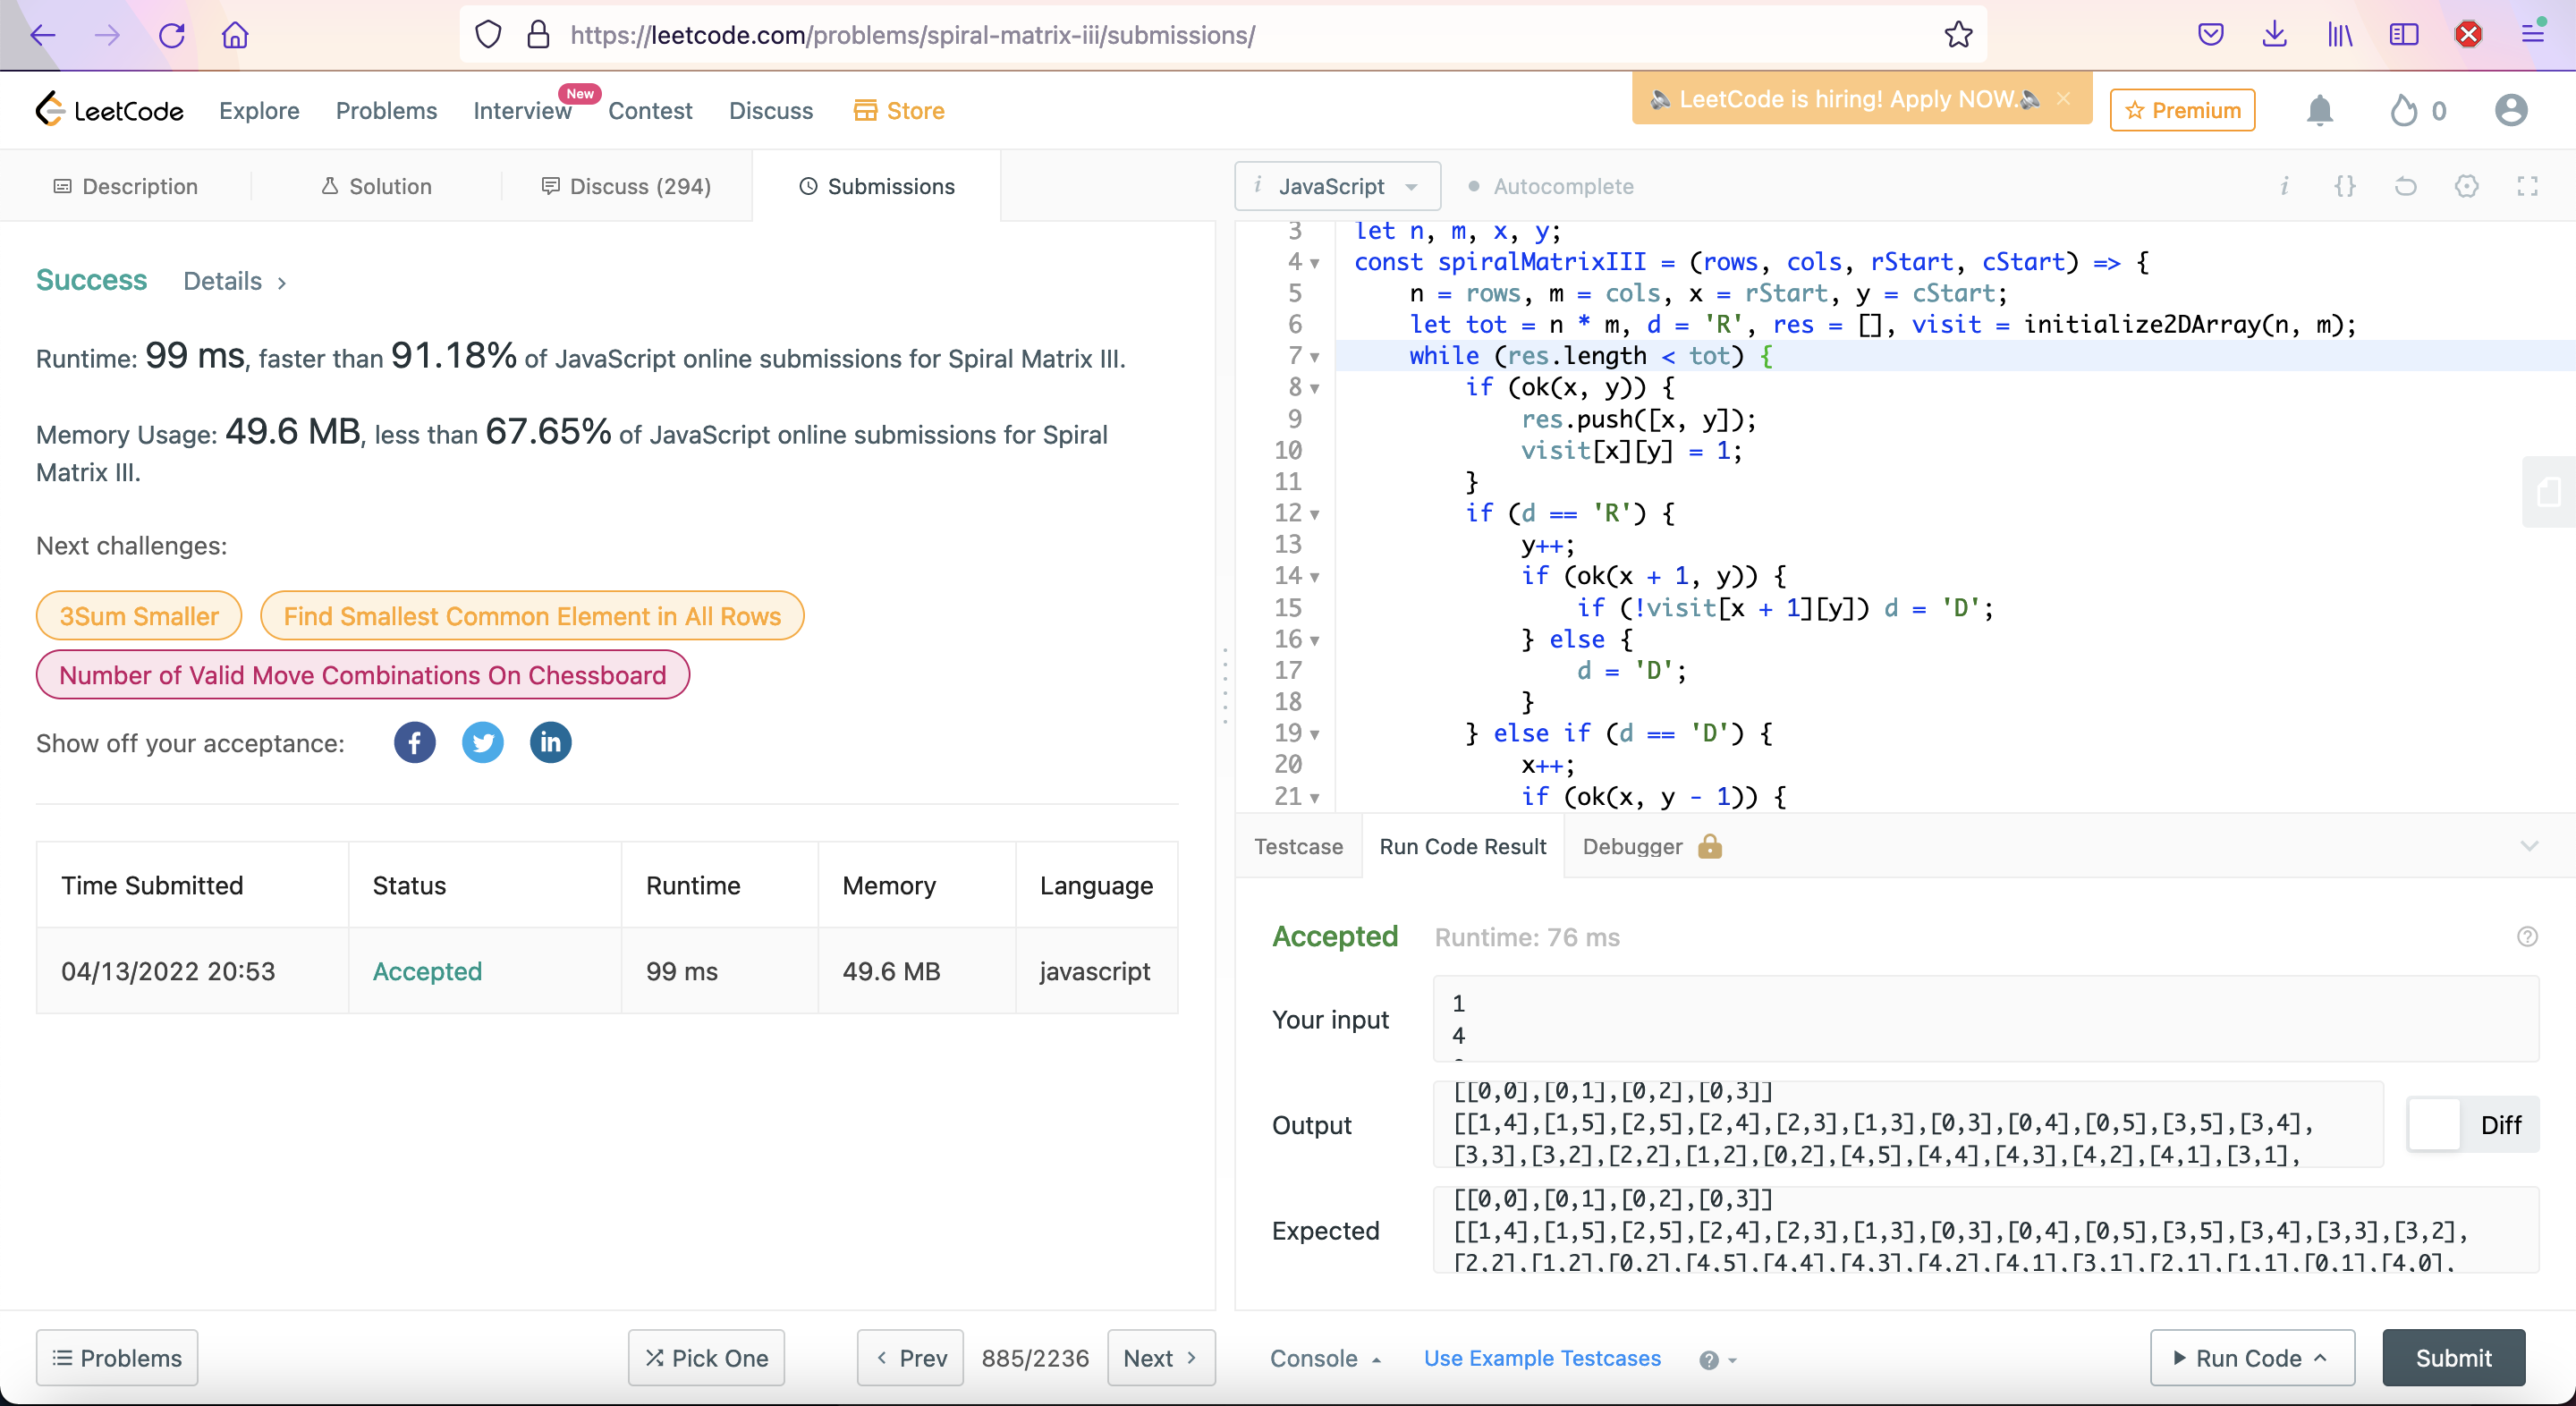 https://leetcode.com/problems/spiral-matrix-iii/submissions/
LeetCode Explore Problems Interview New Contest Discuss Store
LeetCode is hiring! Apply NOW. × Premium 0
Description Solution Discuss (294) Submissions
JavaScript Autocomplete
Success Details >
Runtime: 99 ms, faster than 91.18% of JavaScript online submissions for Spiral Matrix III.
Memory Usage: 49.6 MB, less than 67.65% of JavaScript online submissions for Spiral
Matrix III.
Next challenges:
3Sum Smaller Find Smallest Common Element in All Rows
Number of Valid Move Combinations On Chessboard
Show off your acceptance:
Time Submitted Status Runtime Memory Language
04/13/2022 20:53 Accepted 99 ms 49.6 MB javascript
3 let n, m, x, y;
4 const spiralMatrixIII = (rows, cols, rStart, cStart) => {
5 n = rows, m = cols, x = rStart, y = cStart;
6 let tot = n * m, d = 'R', res = [], visit = initialize2DArray(n, m);
7 while (res.length < tot) {
8 if (ok(x, y)) {
9 res.push([x, y]);
10 visit[x][y] = 1;
11 }
12 if (d == 'R') {
13 y++;
14 if (ok(x + 1, y)) {
15 if (!visit[x + 1][y]) d = 'D';
16 } else {
17 d = 'D';
18 }
19 } else if (d == 'D') {
20 x++;
21 if (ok(x, y - 1)) {
Testcase Run Code Result Debugger
Accepted Runtime: 76 ms
Your input
1
4
Output
[[0,0],[0,1],[0,2],[0,3]]
[[1,4],[1,5],[2,5],[2,4],[2,3],[1,3],[0,3],[0,4],[0,5],[3,5],[3,4],
[3,3],[3,2],[2,2],[1,2],[0,2],[4,5],[4,4],[4,3],[4,2],[4,1],[3,1],
Diff
Expected
[[0,0],[0,1],[0,2],[0,3]]
[[1,4],[1,5],[2,5],[2,4],[2,3],[1,3],[0,3],[0,4],[0,5],[3,5],[3,4],[3,3],[3,2],
[2,2],[1,2],[0,2],[4,5],[4,4],[4,3],[4,2],[4,1],[3,1],[2,1],[1,1],[0,1],[4,0],
Problems Pick One < Prev 885/2236 Next > Console Use Example Testcases Run Code Submit